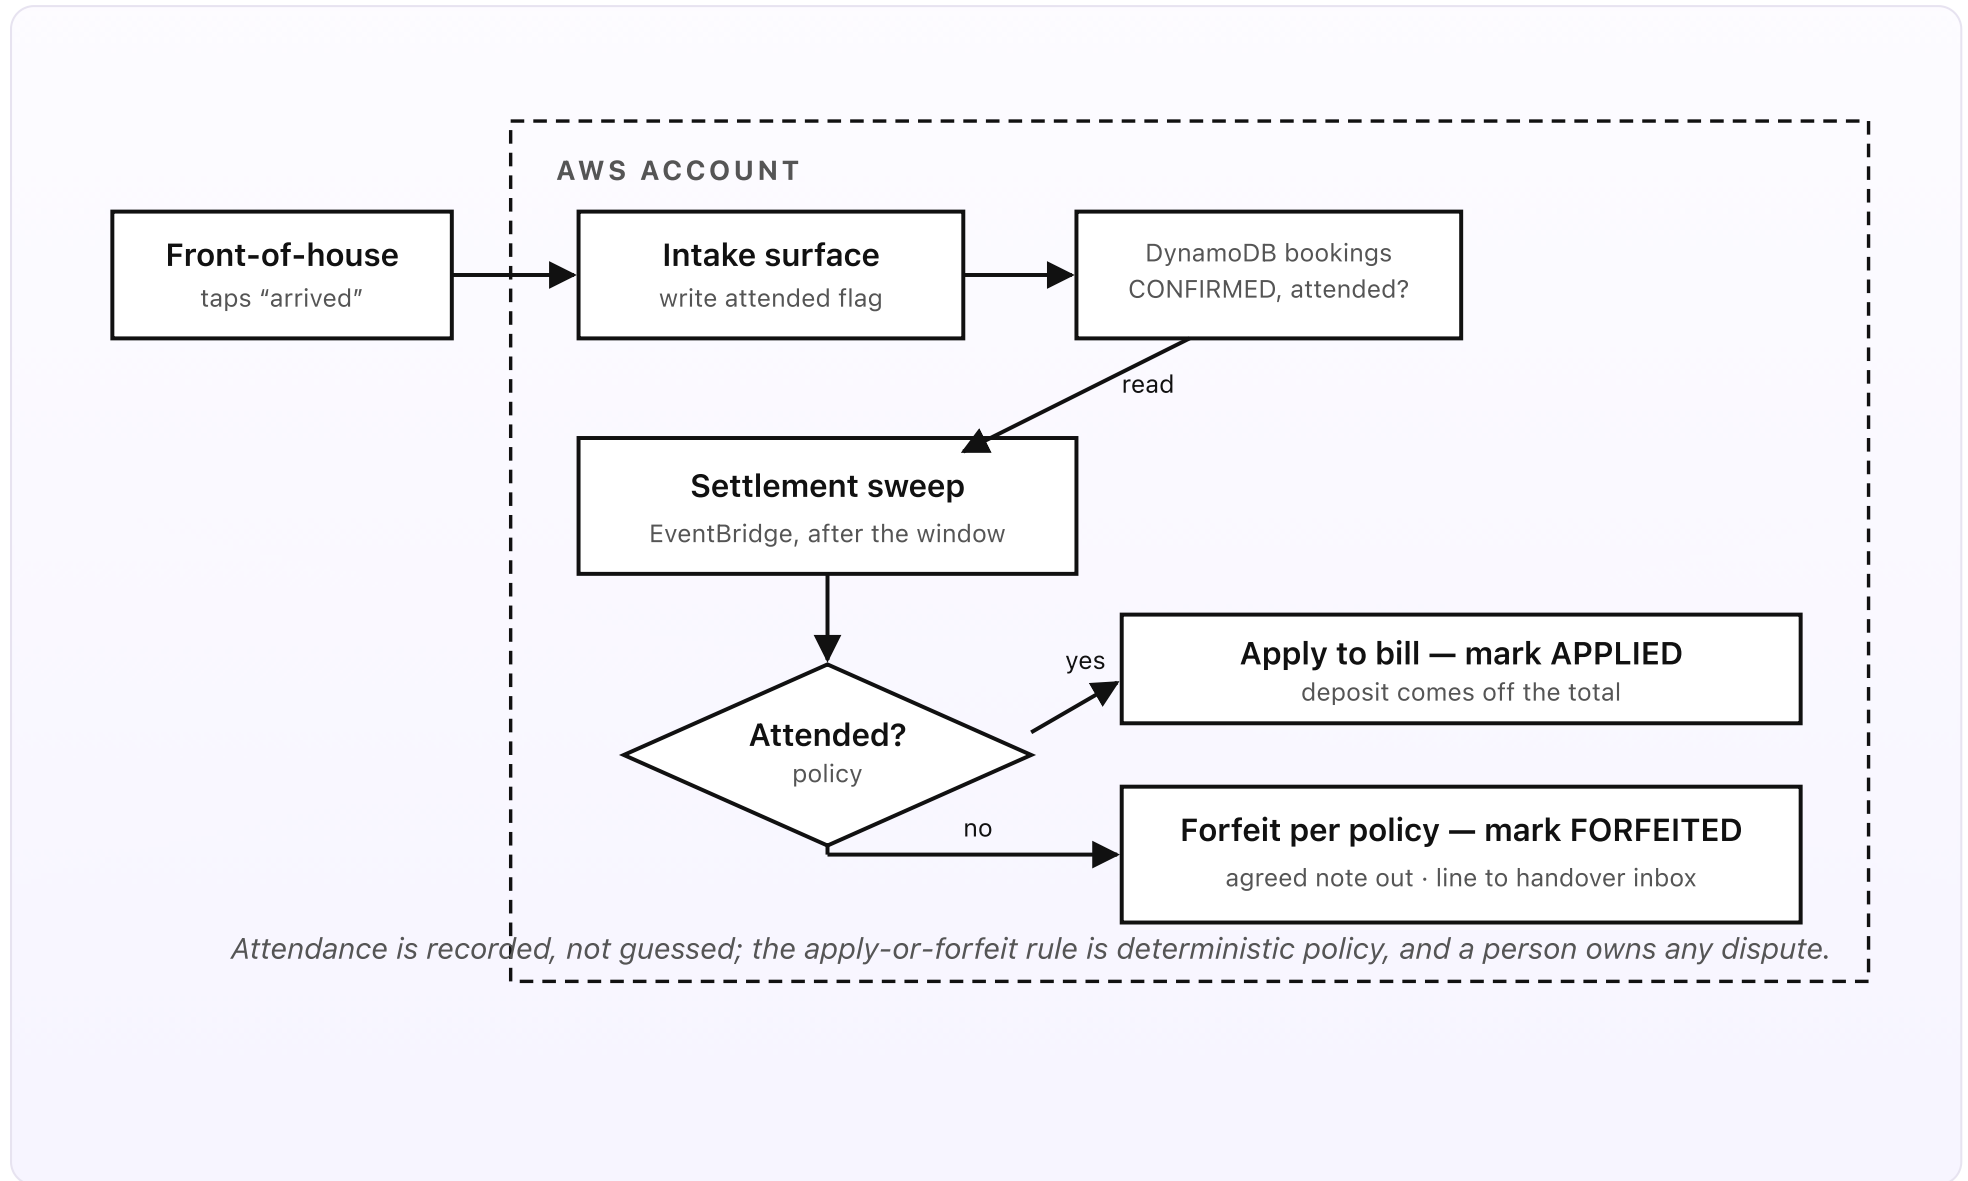 AWS ACCOUNT
Front-of-house
taps “arrived”
Intake surface
write attended flag
DynamoDB bookings
CONFIRMED, attended?
read
Settlement sweep
EventBridge, after the window
Attended?
policy
yes
Apply to bill — mark APPLIED
deposit comes off the total
no
Forfeit per policy — mark FORFEITED
agreed note out · line to handover inbox
Attendance is recorded, not guessed; the apply-or-forfeit rule is deterministic policy, and a person owns any dispute.